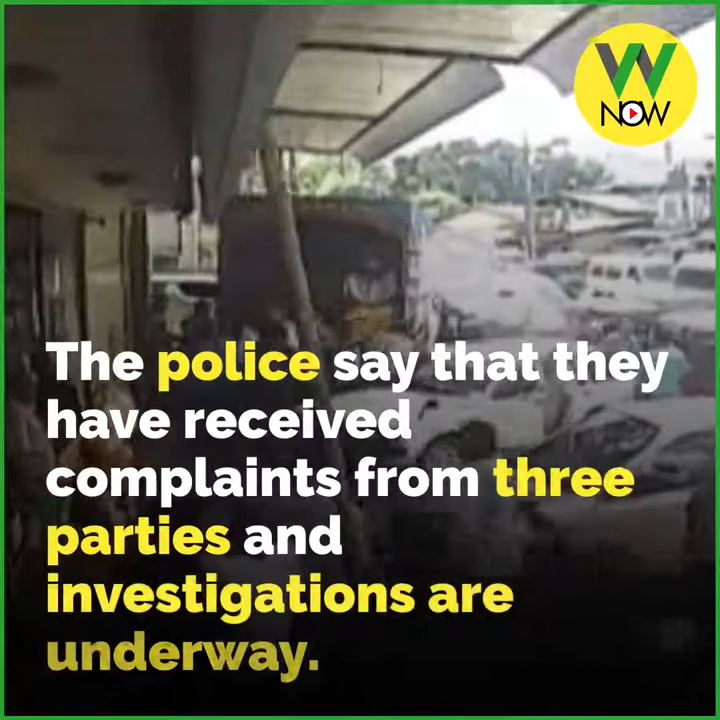 W
NOW
The police say that they
have received
complaints from three
parties and
investigations are
underway.